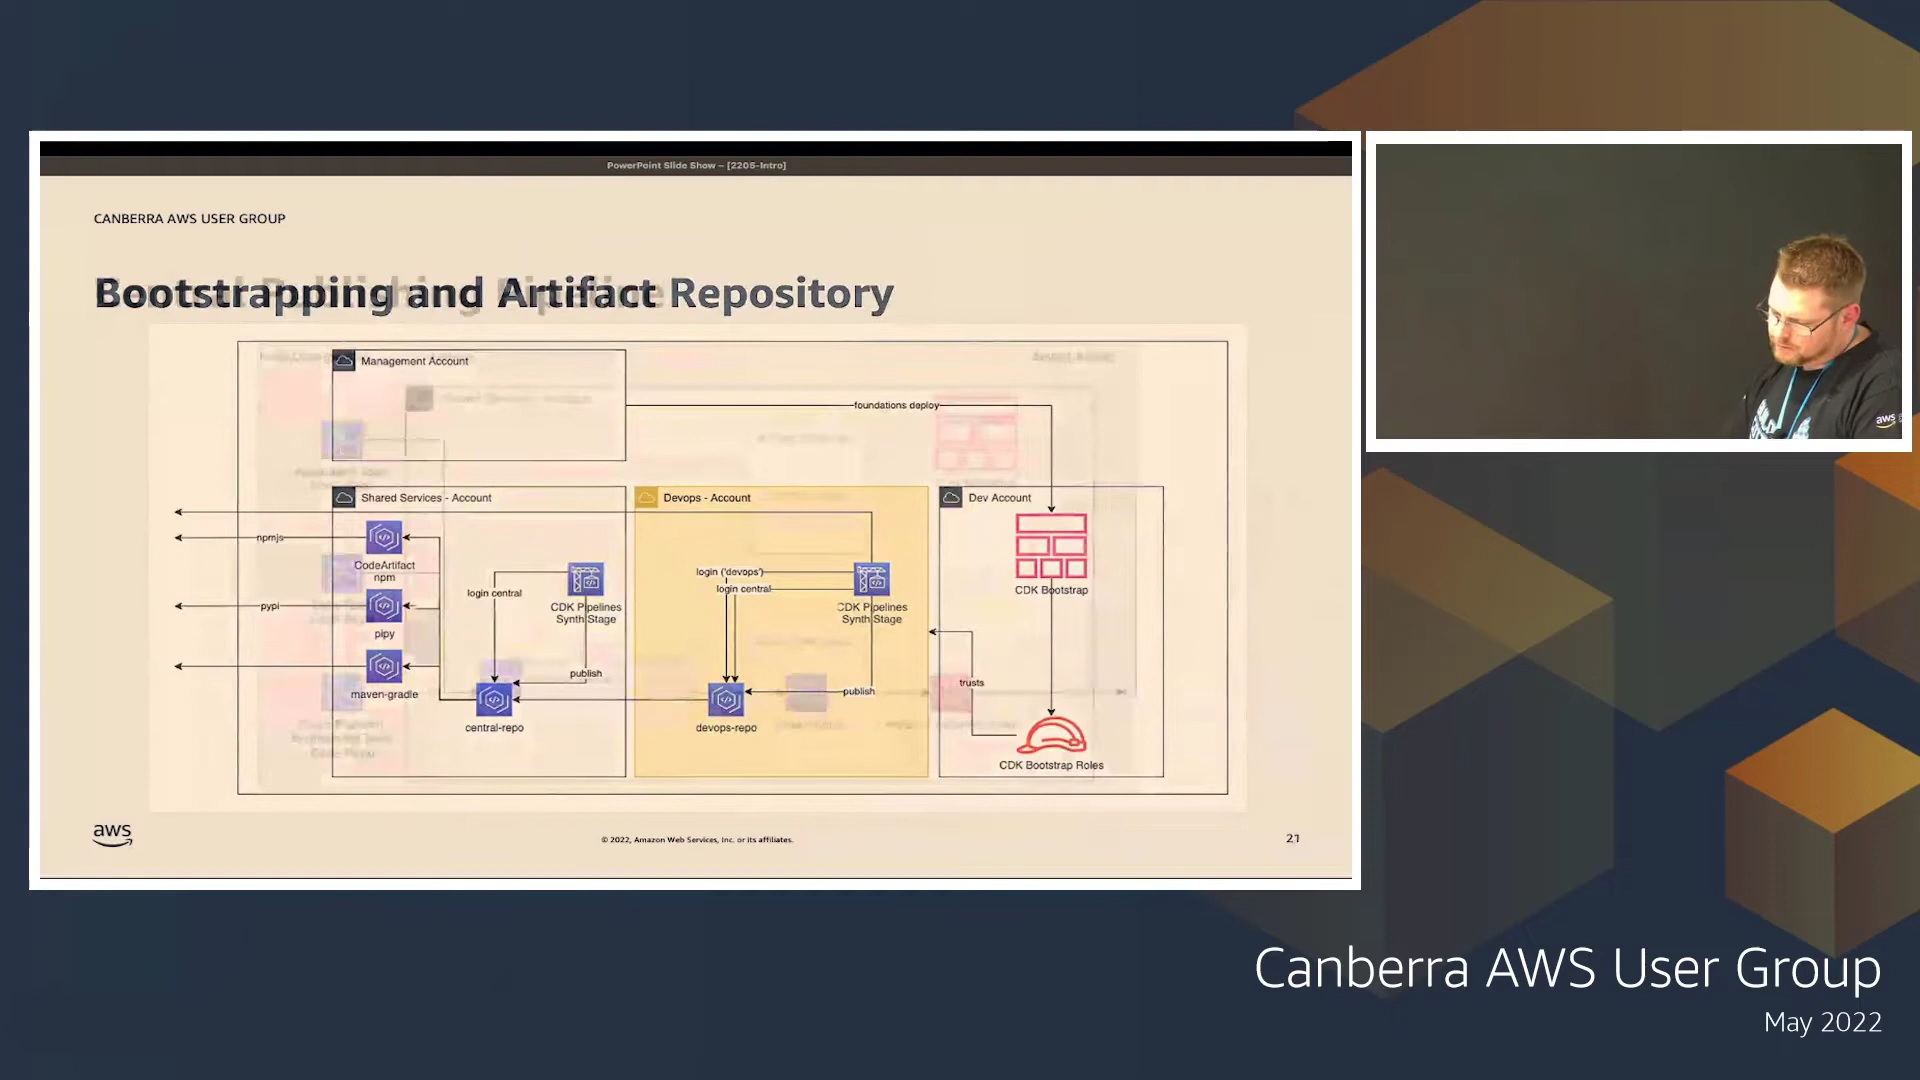 PowerPoint Slide Show – [2205-Intro]
CANBERRA AWS USER GROUP
Bootstrapping and Artifact Repository
Management Account
foundations deploy
Shared Services - Account
Devops - Account
Dev Account
npmjs
CodeArtifact
npm
pypi
pipy
maven-gradle
login central
CDK Pipelines
Synth Stage
publish
central-repo
login ('devops')
login central
CDK Pipelines
Synth Stage
publish
devops-repo
CDK Bootstrap
trusts
CDK Bootstrap Roles
aws
© 2022, Amazon Web Services, Inc. or its affiliates.
21
aws
Canberra AWS User Group
May 2022